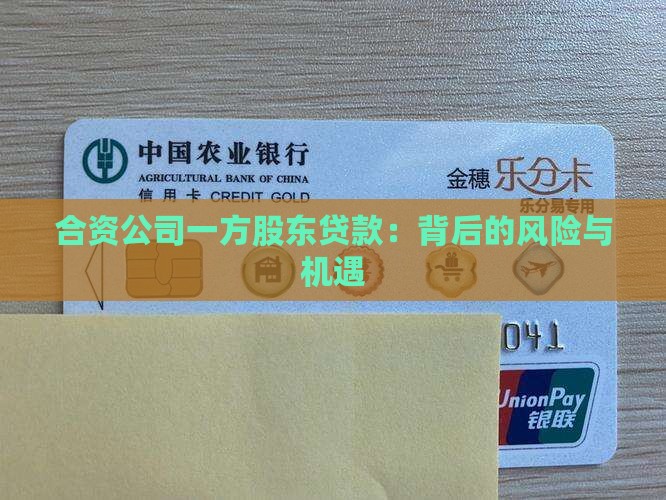 中国农业银行
AGRICULTURAL BANK OF CHINA
信用卡 CREDIT GOLD
金穗 乐分卡
乐分易专用
合资公司一方股东贷款：背后的风险与
机遇
041
UnionPay
银联